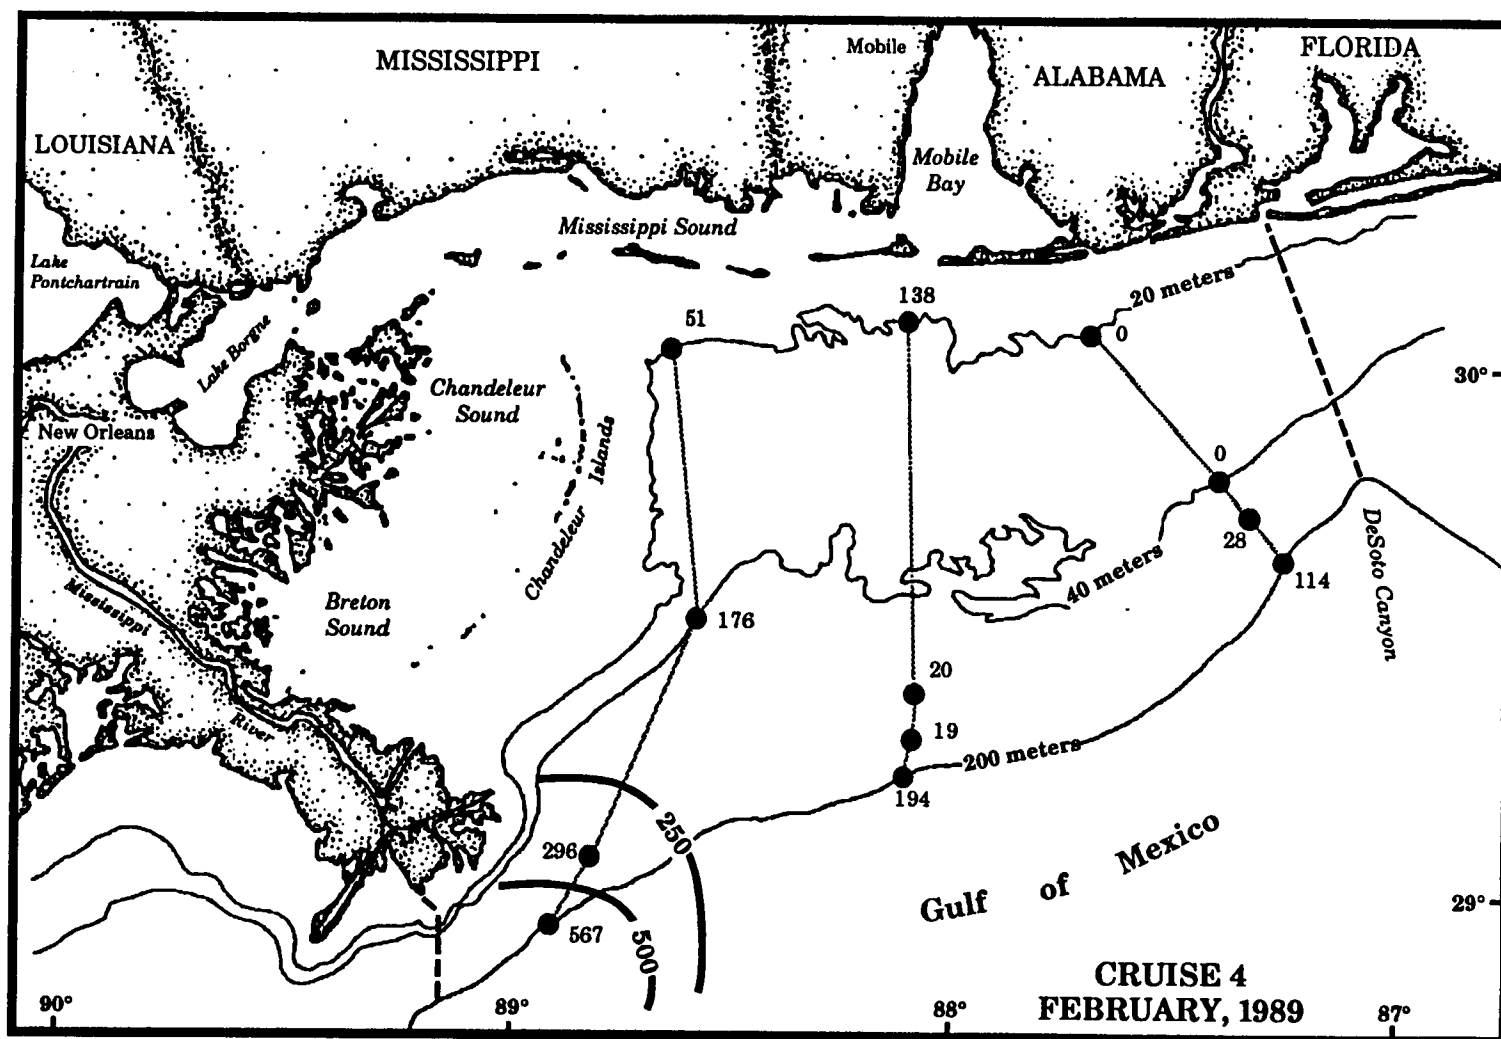 MISSISSIPPI
Mobile
FLORIDA
ALABAMA
LOUISIANA
Mobile
Bay
Mississippi Sound
Lake
Pontchartrain
20 meters
138
51
0
Lake Borgne
30°
Chandeleur
Sound
New Orleans
Chandeleur Islands
0
28
DeSoto Canyon
40 meters
114
Mississippi
River
Breton
Sound
176
20
19
200 meters
194
250
296
Gulf of Mexico
29°
567
500
CRUISE 4
FEBRUARY, 1989
90°
89°
88°
87°